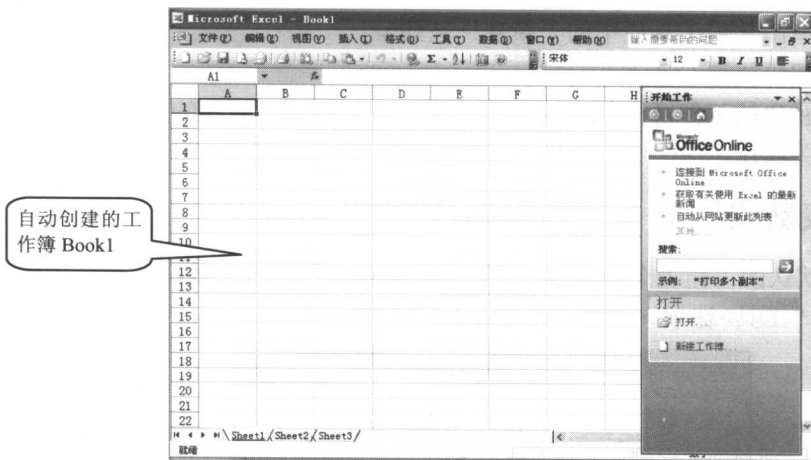 Microsoft Excel - Book1
文件(F) 编辑(E) 视图(V) 插入(I) 格式(O) 工具(T) 数据(D) 窗口(W) 帮助(H) 键入需要帮助的问题
宋体 12 B I U
A1 fx
A B C D E F G H
1
2
3
4
5
6
7
8
9
10
11
12
13
14
15
16
17
18
19
20
21
22
自动创建的工
作簿 Book1
开始工作
Microsoft
Office Online
连接到 Microsoft Office
Online
获取有关使用 Excel 的最新
新闻
自动从网站更新此列表
其他...
搜索:
示例: “打印多个副本”
打开
打开...
新建工作簿...
Sheet1 Sheet2 Sheet3
就绪